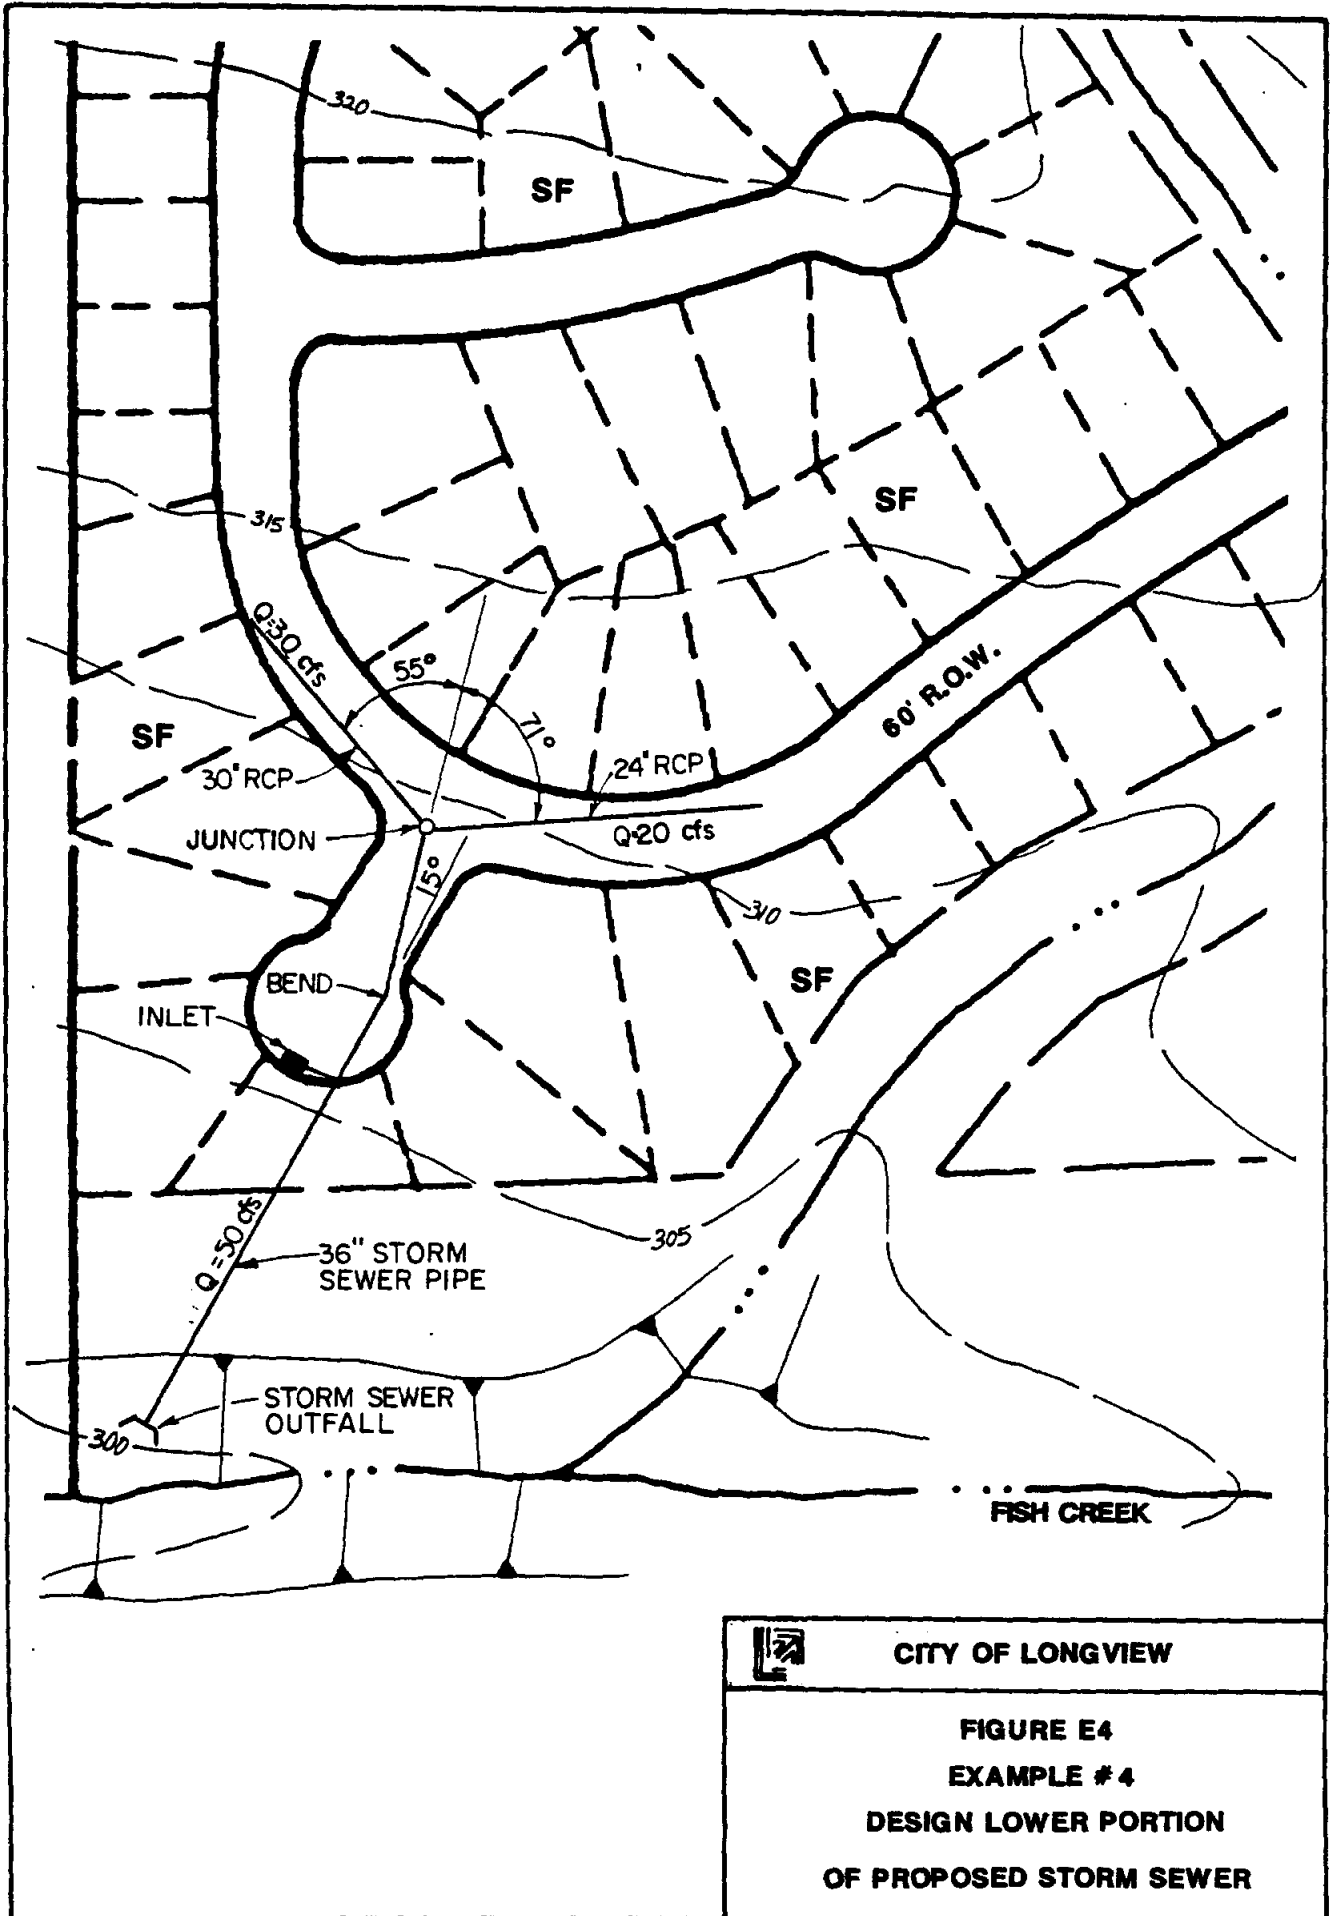 320
SF
315
SF
Q=30 cfs
55°
71°
60' R.O.W.
SF
30" RCP
24" RCP
JUNCTION
Q=20 cfs
15°
310
SF
BEND
INLET
Q=50 cfs
305
36" STORM
SEWER PIPE
STORM SEWER
OUTFALL
300
FISH CREEK
CITY OF LONGVIEW
FIGURE E4
EXAMPLE #4
DESIGN LOWER PORTION
OF PROPOSED STORM SEWER